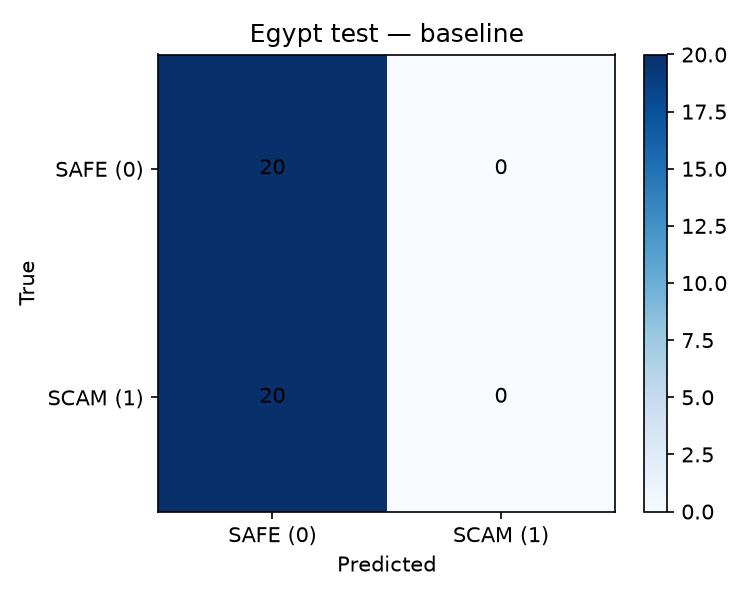 Egypt test — baseline
20.0
17.5
15.0
12.5
10.0
7.5
5.0
2.5
0.0
True
SAFE (0)
20
0
SCAM (1)
20
0
SAFE (0)
SCAM (1)
Predicted